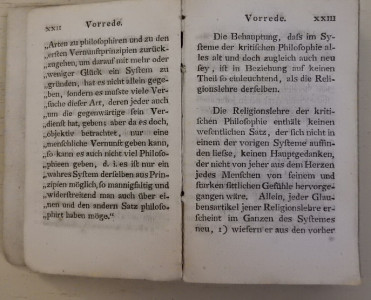 XXII Vorrede.
„Arten zu philosophiren und zu den
„ersten Vernunftprinzipien zurück-
„zugehen, um darauf mit mehr oder
„weniger Glück ein System zu
„gründen, hat es nicht allein gege-
„ben, sondern es musste viele Ver-
„suche dieser Art, deren jeder auch
„um die gegenwärtige sein Ver-
„dienst hat, geben: aber da es doch,
„objektiv betrachtet, nur eine
„menschliche Vernunft geben kann,
„so kann es auch nicht viel Philoso-
„phieen geben, d. i. es ist nur ein
„wahres System derselben aus Prin-
„zipien möglich, so mannigfaltig und
„widerstreitend man auch über ei-
„nen und den andern Satz philoso-
„phirt haben möge.“
Vorrede. XXIII
Die Behauptung, daſs im Sy-
ſteme der kritischen Philosophie al-
les alt und doch zugleich auch neu
sey, ist in Beziehung auf keinen
Theil so einleuchtend, als die Reli-
gionslehre derselben.
Die Religionslehre der kriti-
schen Philosophie enthält keinen
wesentlichen Satz, der sich nicht in
einem der vorigen Systeme auffin-
den liesse, keinen Hauptgedanken,
der nicht von jeher aus dem Herzen
jedes Menschen von feinem und
starken sittlichen Gefühle hervorge-
gangen wäre. Allein, jeder Glau-
bensartikel jener Religionslehre er-
scheint im Ganzen des Systemes
neu, 1) wiefern er aus den vorher